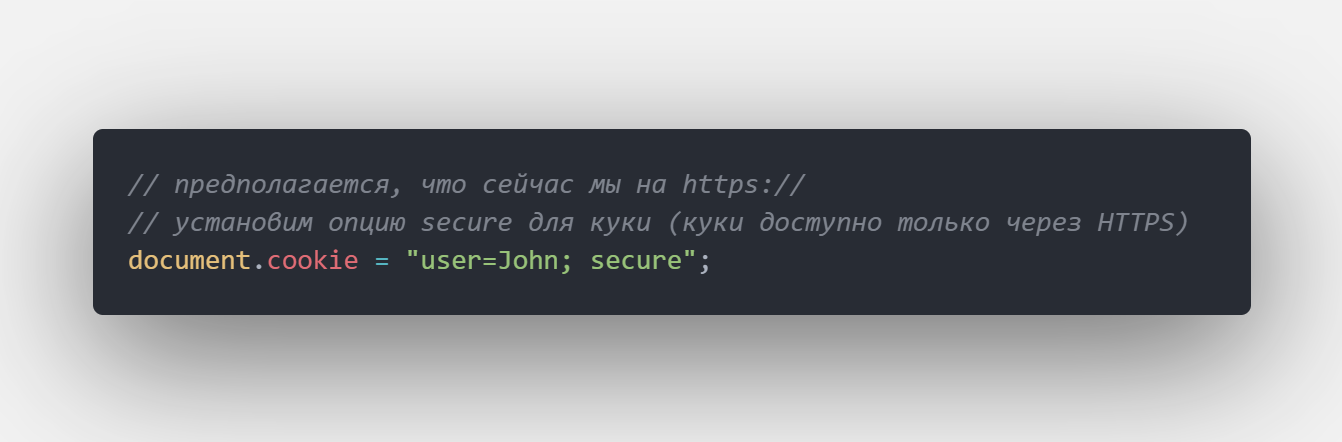 // предполагается, что сейчас мы на https://
// установим опцию secure для куки (куки доступно только через HTTPS)
document.cookie = "user=John; secure";